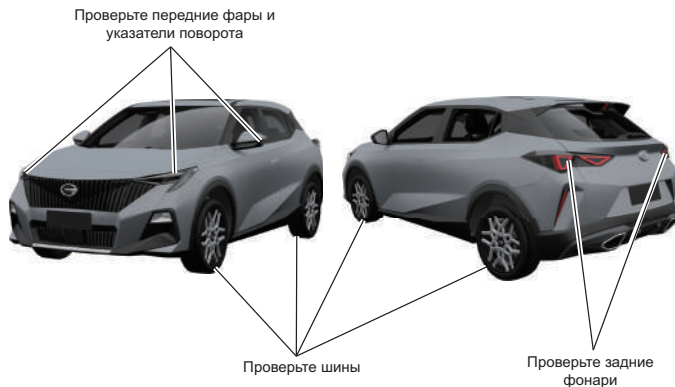 Проверьте передние фары и
указатели поворота
Проверьте шины
Проверьте задние
фонари